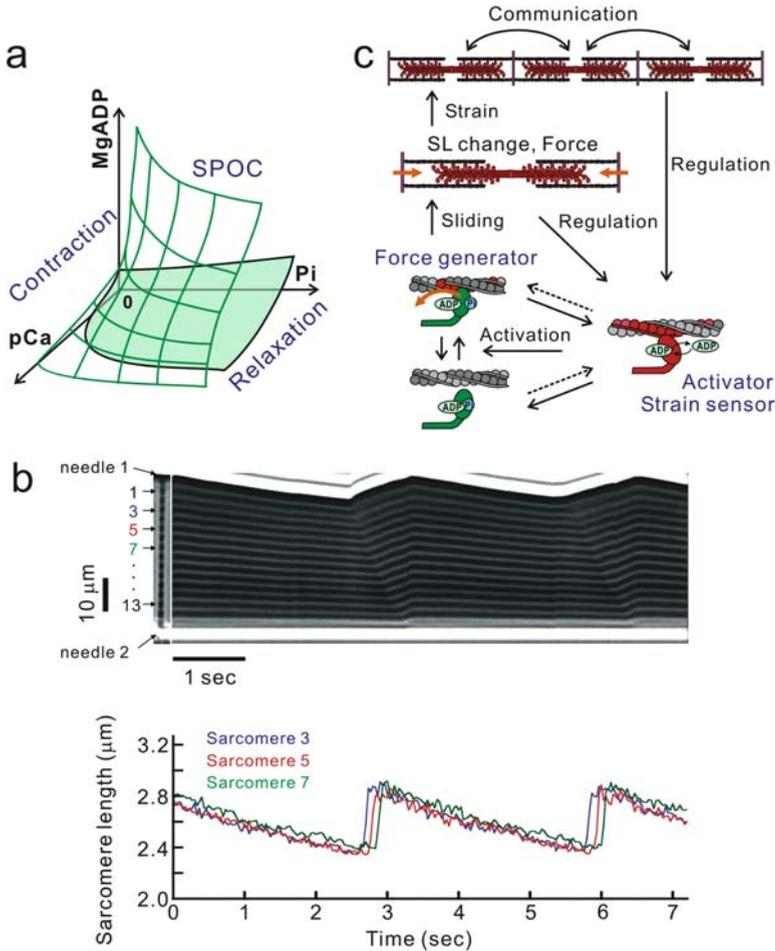 a
MgADP
SPOC
Contraction
Pi
0
pCa
Relaxation
c
Communication
Strain
SL change, Force
Regulation
Sliding
Regulation
Force generator
ADP
Pi
Activation
ADP
ADP
ADP
Pi
Activator
Strain sensor
b
needle 1
1
3
5
7
13
10 μm
needle 2
1 sec
Sarcomere length (μm)
3.2
2.8
2.4
2.0
Sarcomere 3
Sarcomere 5
Sarcomere 7
0
1
2
3
4
5
6
7
Time (sec)